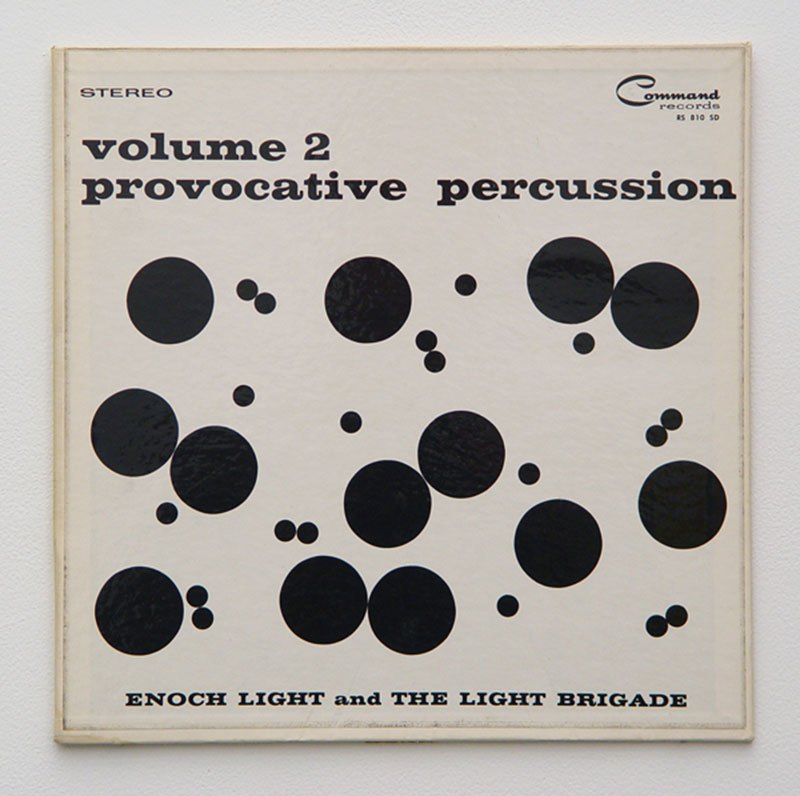 STEREO
Command
records
RS 810 SD
volume 2
provocative percussion
ENOCH LIGHT and THE LIGHT BRIGADE